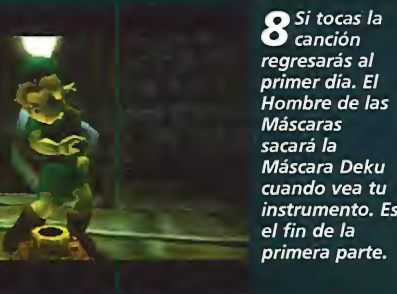 8 Si tocas la
canción
regresarás al
primer día. El
Hombre de las
Máscaras
sacará la
Máscara Deku
cuando vea tu
instrumento. Es
el fin de la
primera parte.